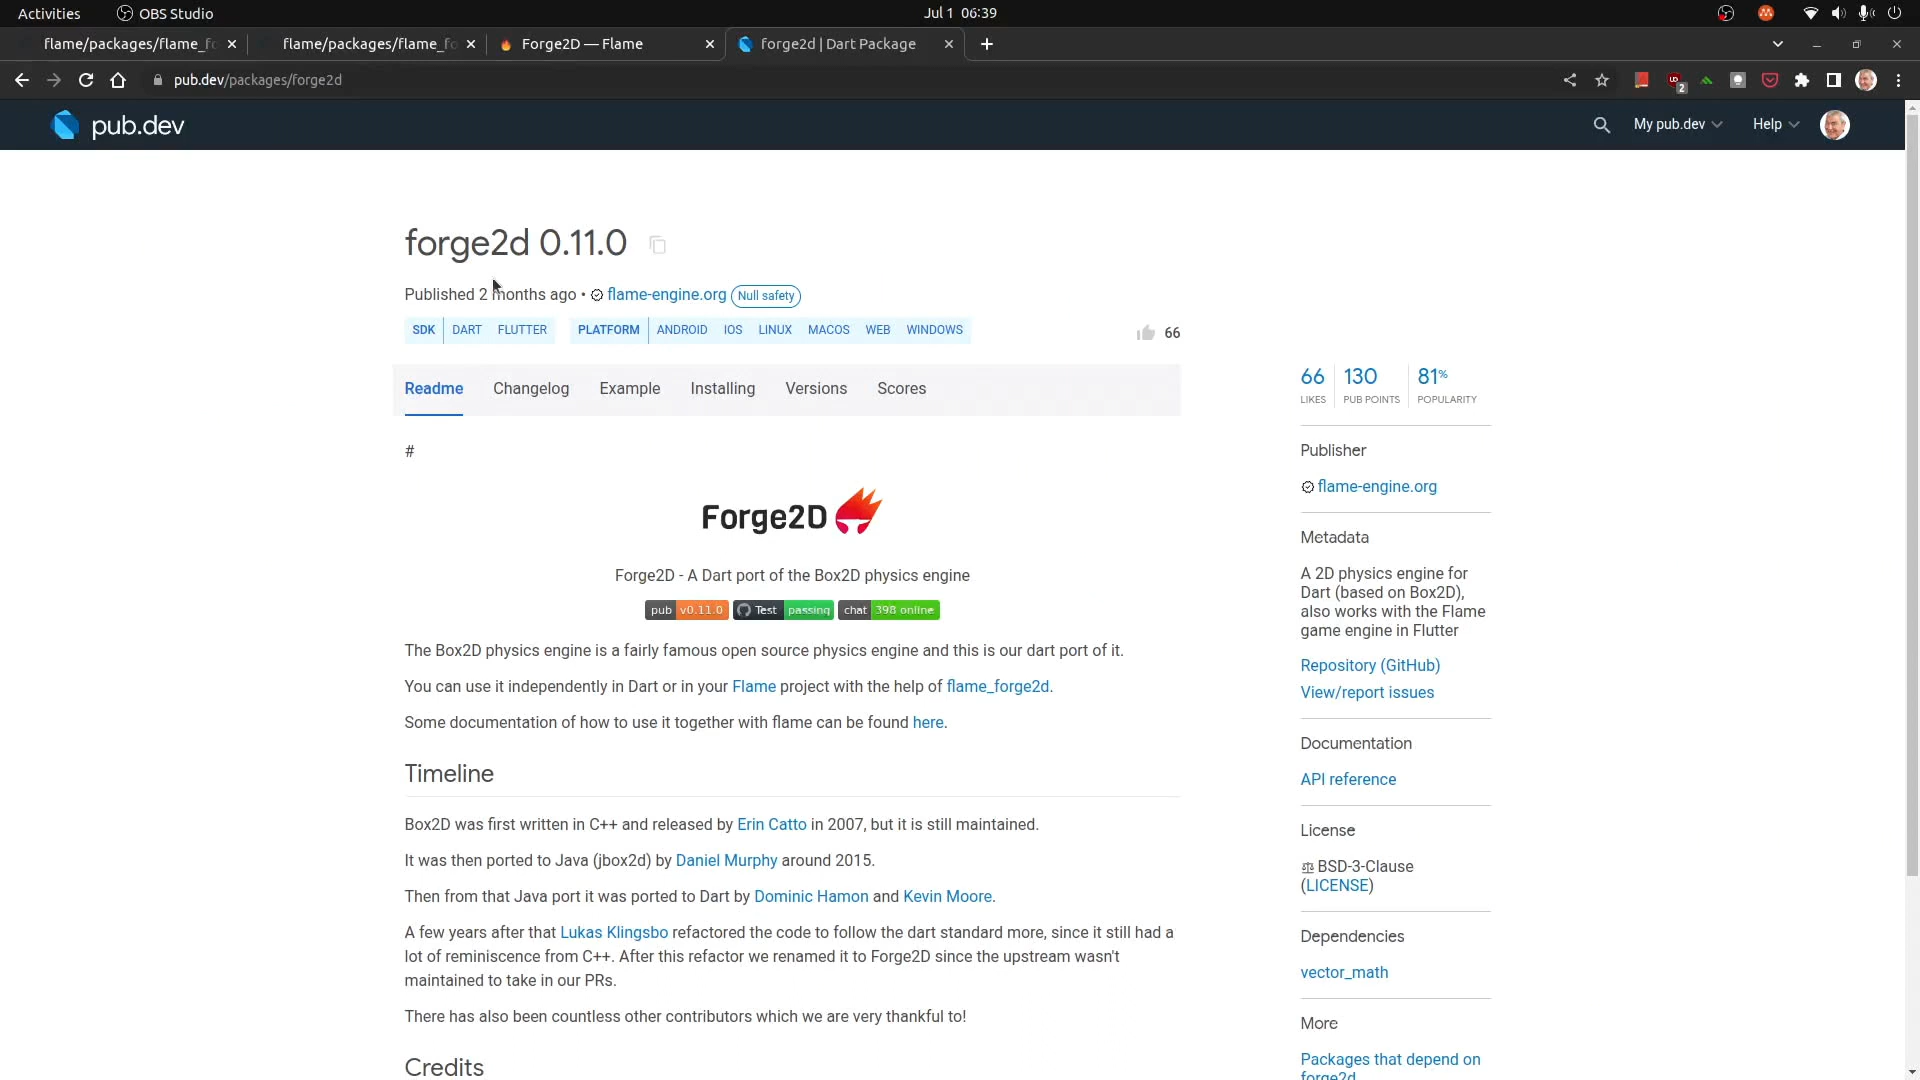 Activities
OBS Studio
Jul 1 06:39
flame/packages/flame_fo
flame/packages/flame_fo
Forge2D — Flame
forge2d | Dart Package
pub.dev/packages/forge2d
2
pub.dev
My pub.dev
Help
forge2d 0.11.0
Published 2 months ago • flame-engine.org Null safety
SDK DART FLUTTER PLATFORM ANDROID IOS LINUX MACOS WEB WINDOWS
66
Readme Changelog Example Installing Versions Scores
#
Forge2D
Forge2D - A Dart port of the Box2D physics engine
pub v0.11.0 Test passing chat 398 online
The Box2D physics engine is a fairly famous open source physics engine and this is our dart port of it.
You can use it independently in Dart or in your Flame project with the help of flame_forge2d.
Some documentation of how to use it together with flame can be found here.
Timeline
Box2D was first written in C++ and released by Erin Catto in 2007, but it is still maintained.
It was then ported to Java (jbox2d) by Daniel Murphy around 2015.
Then from that Java port it was ported to Dart by Dominic Hamon and Kevin Moore.
A few years after that Lukas Klingsbo refactored the code to follow the dart standard more, since it still had a
lot of reminiscence from C++. After this refactor we renamed it to Forge2D since the upstream wasn't
maintained to take in our PRs.
There has also been countless other contributors which we are very thankful to!
Credits
66 130 81%
LIKES PUB POINTS POPULARITY
Publisher
flame-engine.org
Metadata
A 2D physics engine for
Dart (based on Box2D),
also works with the Flame
game engine in Flutter
Repository (GitHub)
View/report issues
Documentation
API reference
License
BSD-3-Clause
(LICENSE)
Dependencies
vector_math
More
Packages that depend on
forge2d